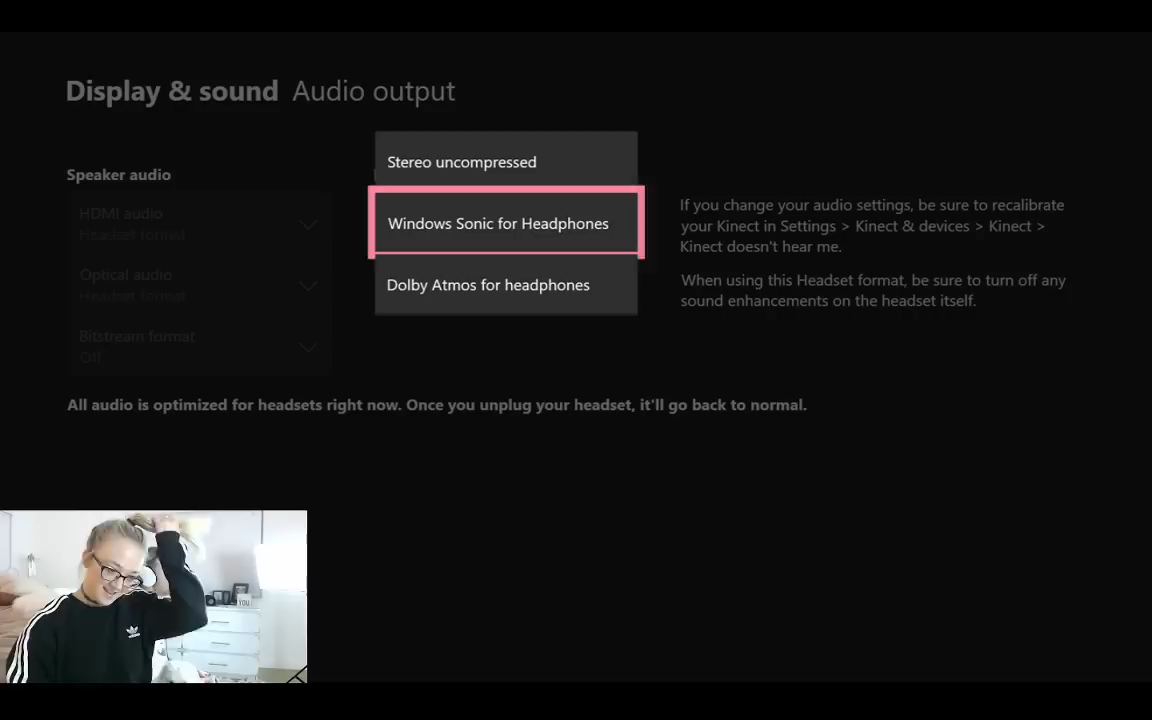 Display & sound Audio output
Speaker audio
HDMI audio
Headset format
Optical audio
Headset format
Bitstream format
Off
Stereo uncompressed
Windows Sonic for Headphones
Dolby Atmos for headphones
If you change your audio settings, be sure to recalibrate
your Kinect in Settings > Kinect & devices > Kinect >
Kinect doesn't hear me.
When using this Headset format, be sure to turn off any
sound enhancements on the headset itself.
All audio is optimized for headsets right now. Once you unplug your headset, it'll go back to normal.
YOU